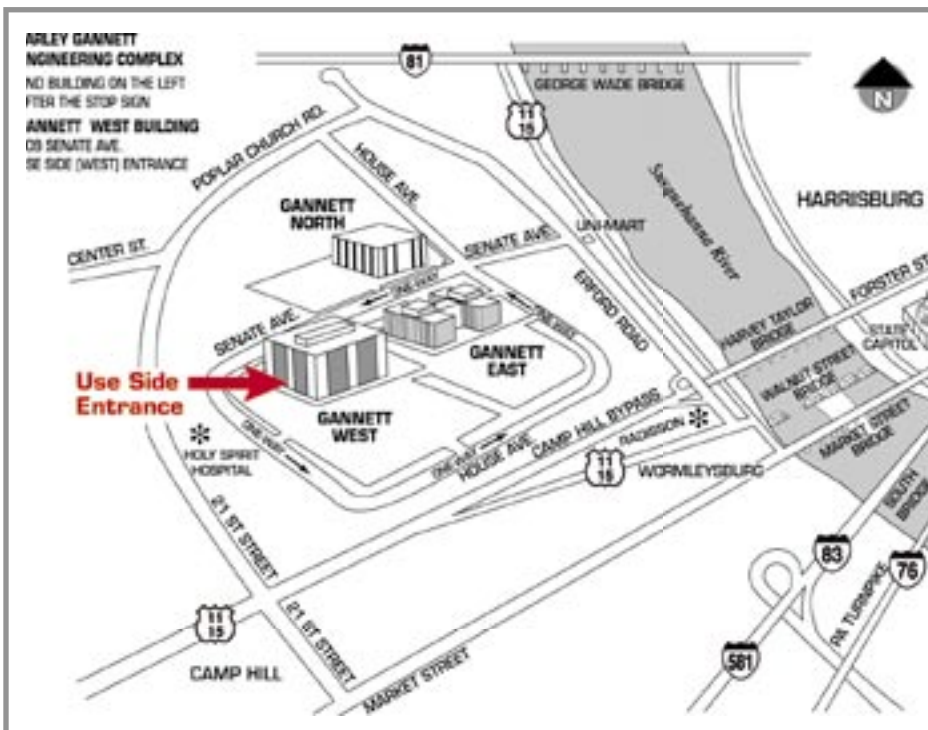 ARLEY GANNETT
NGINEERING COMPLEX
ND BUILDING ON THE LEFT
FTER THE STOP SIGN
ANNETT WEST BUILDING
09 SENATE AVE.
SE SIDE (WEST) ENTRANCE
81
GEORGE WADE BRIDGE
11
15
N
POPLAR CHURCH RD.
HOUSE AVE.
Susquehanna River
HARRISBURG
GANNETT
NORTH
UNI-MART
SENATE AVE.
CENTER ST.
ONE WAY
ERFORD ROAD
FORSTER ST
HARVEY TAYLOR
BRIDGE
STATE
CAPITOL
SENATE AVE.
ONE WAY
GANNETT
EAST
WALNUT STREET
BRIDGE
Use Side
Entrance
GANNETT
WEST
CAMP HILL BYPASS
RADISSON
MARKET STREET
BRIDGE
ONE WAY
ONE WAY
HOUSE AVE.
HOLY SPIRIT
HOSPITAL
11
15
WORMLEYSBURG
SOUTH
BRIDGE
21 ST STREET
83
76
PA TURNPIKE
11
15
21 ST STREET
581
CAMP HILL
MARKET STREET